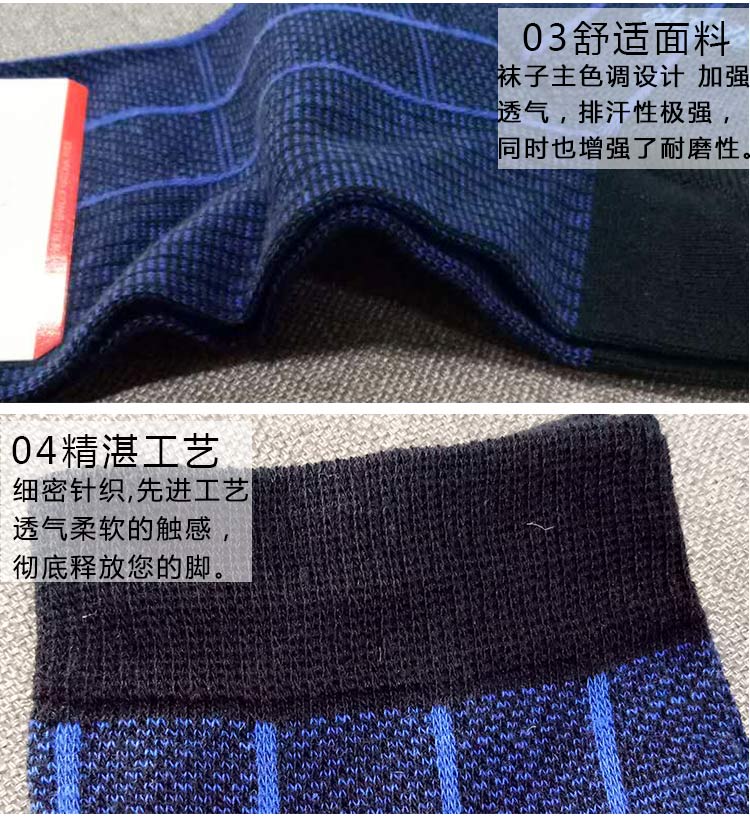 03舒适面料
袜子主色调设计 加强
透气，排汗性极强，
同时也增强了耐磨性。
04精湛工艺
细密针织,先进工艺
透气柔软的触感，
彻底释放您的脚。